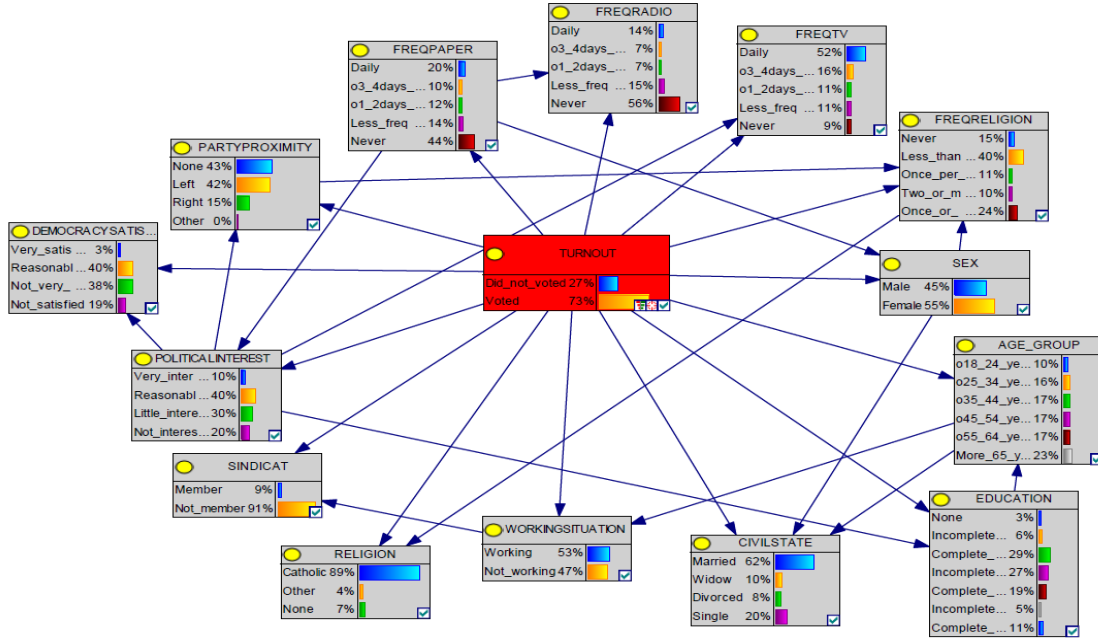 FREQRADIO
Daily 14%
o3_4days_... 7%
o1_2days_... 7%
Less_freq 15%
Never 56%
FREQPAPER
Daily 20%
o3_4days_... 10%
o1_2days_... 12%
Less_freq 14%
Never 44%
FREQTV
Daily 52%
o3_4days_... 16%
o1_2days_... 11%
Less_freq 11%
Never 9%
FREQRELIGION
Never 15%
Less_than ... 40%
Once_per_... 11%
Two_or_m ... 10%
Once_or_ ... 24%
PARTYPROXIMITY
None 43%
Left 42%
Right 15%
Other 0%
DEMOCRACYSATIS...
Very_satis ... 3%
Reasonabl ... 40%
Not_very_ ... 38%
Not_satisfied 19%
TURNOUT
Did_not_voted 27%
Voted 73%
SEX
Male 45%
Female 55%
POLITICALINTEREST
Very_inter ... 10%
Reasonabl... 40%
Little_intere... 30%
Not_interes... 20%
AGE_GROUP
o18_24_ye... 10%
o25_34_ye... 16%
o35_44_ye... 17%
o45_54_ye... 17%
o55_64_ye... 17%
More_65_y... 23%
SINDICAT
Member 9%
Not_member 91%
WORKINGSITUATION
Working 53%
Not_working 47%
RELIGION
Catholic 89%
Other 4%
None 7%
CIVILSTATE
Married 62%
Widow 10%
Divorced 8%
Single 20%
EDUCATION
None 3%
Incomplete... 6%
Complete_... 29%
Incomplete... 27%
Complete_... 19%
Incomplete... 5%
Complete_... 11%